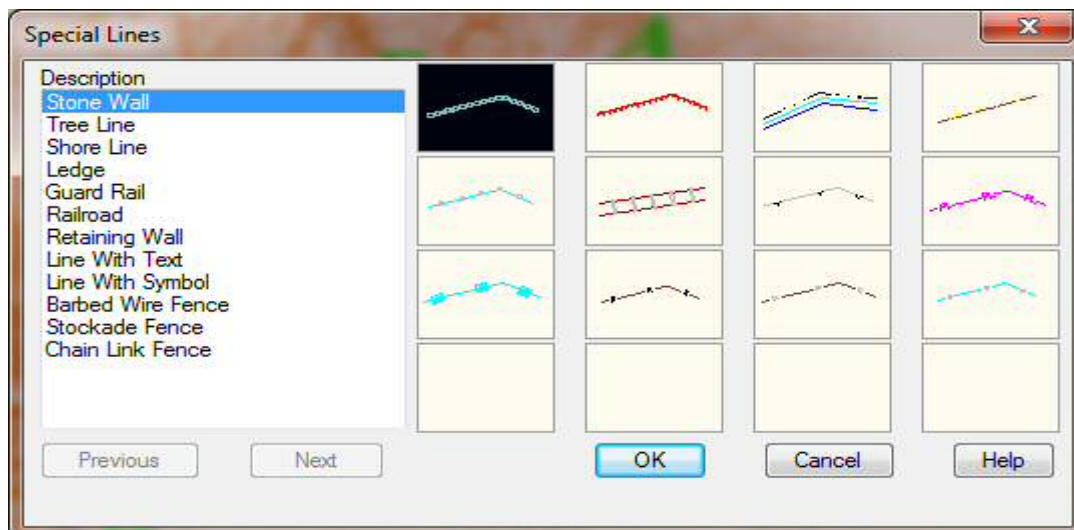 Special Lines
Description
Stone Wall
Tree Line
Shore Line
Ledge
Guard Rail
Railroad
Retaining Wall
Line With Text
Line With Symbol
Barbed Wire Fence
Stockade Fence
Chain Link Fence
Previous
Next
OK
Cancel
Help